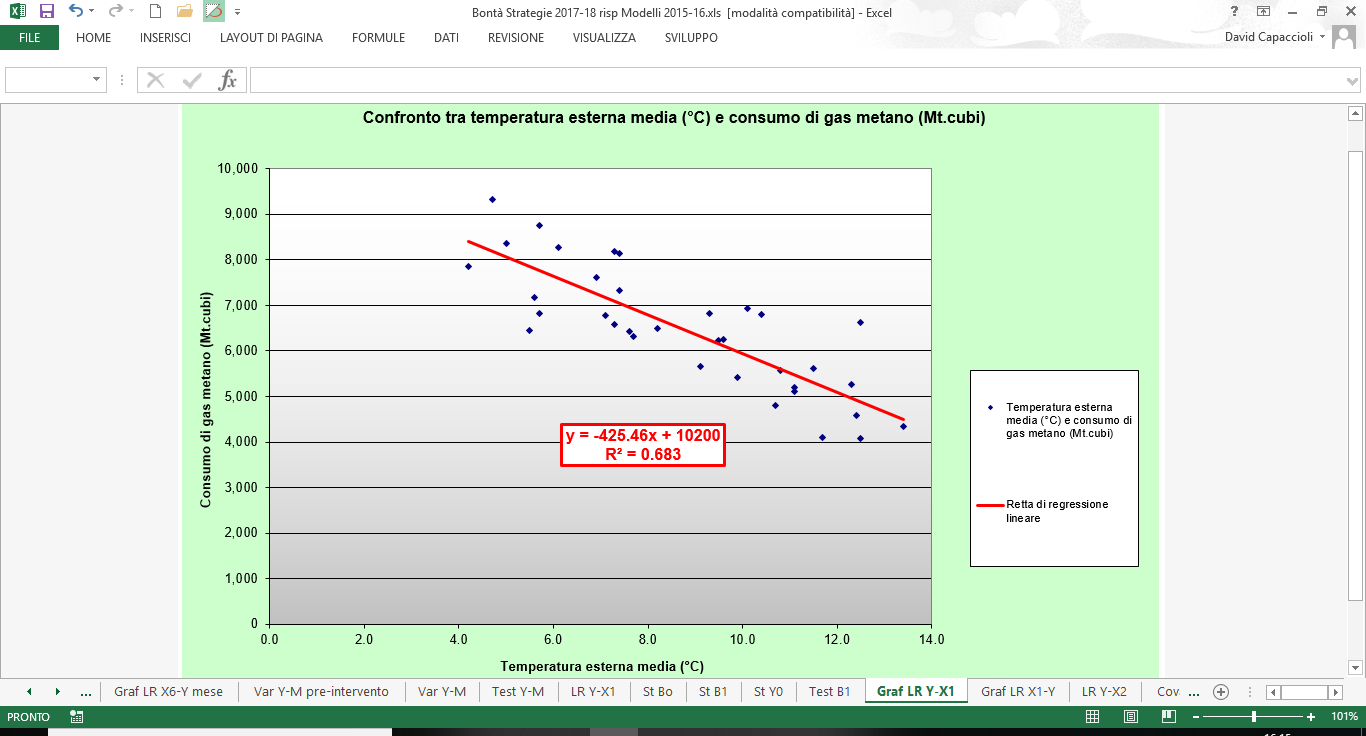 Bontà Strategie 2017-18 risp Modelli 2015-16.xls [modalità compatibilità] - Excel
?
FILE HOME INSERISCI LAYOUT DI PAGINA FORMULE DATI REVISIONE VISUALIZZA SVILUPPO
David Capaccioli
fx
Confronto tra temperatura esterna media (°C) e consumo di gas metano (Mt.cubi)
10,000
9,000
8,000
7,000
6,000
5,000
4,000
3,000
2,000
1,000
0
Consumo di gas metano (Mt.cubi)
y = -425.46x + 10200
R² = 0.683
0.0 2.0 4.0 6.0 8.0 10.0 12.0 14.0
Temperatura esterna media (°C)
Temperatura esterna
media (°C) e consumo di
gas metano (Mt.cubi)
Retta di regressione
lineare
... Graf LR X6-Y mese Var Y-M pre-intervento Var Y-M Test Y-M LR Y-X1 St Bo St B1 St Y0 Test B1 Graf LR Y-X1 Graf LR X1-Y LR Y-X2 Cov ...
PRONTO
101%